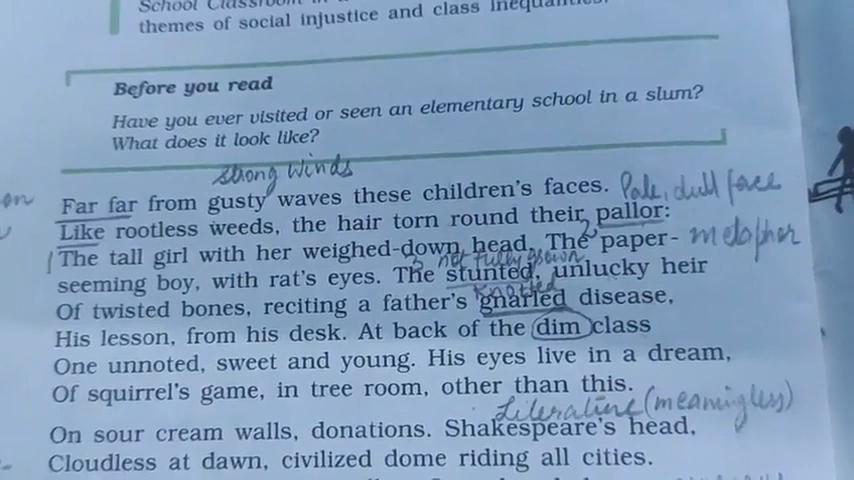 School Classroom in a
themes of social injustice and class inequalities.
Before you read
Have you ever visited or seen an elementary school in a slum?
What does it look like?
strong winds
Far far from gusty waves these children's faces. Pale, dull face
Like rootless weeds, the hair torn round their pallor:
The tall girl with her weighed-down head. The paper- metaphor
not fully grown
seeming boy, with rat's eyes. The stunted, unlucky heir
Knotted
Of twisted bones, reciting a father's gnarled disease,
His lesson, from his desk. At back of the dim class
One unnoted, sweet and young. His eyes live in a dream,
Of squirrel's game, in tree room, other than this.
Literature (meaningless)
On sour cream walls, donations. Shakespeare's head,
Cloudless at dawn, civilized dome riding all cities.